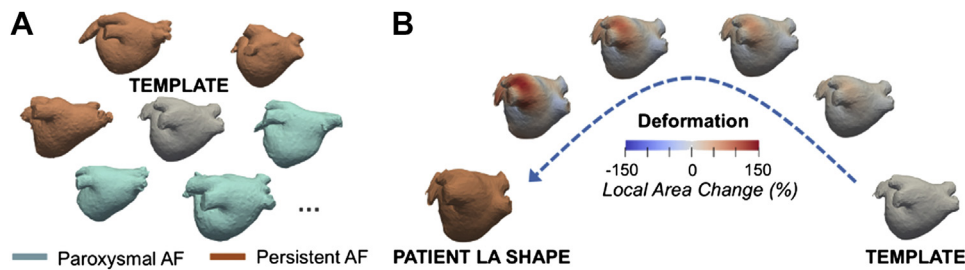 A
TEMPLATE
...
Paroxysmal AF
Persistent AF
B
Deformation
-150 0 150
Local Area Change (%)
PATIENT LA SHAPE
TEMPLATE